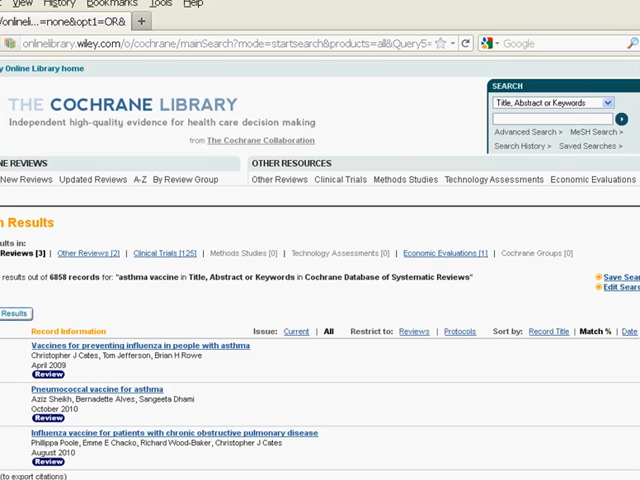 History Bookmarks Tools Help
/onlineli...=none&opt1=OR&
onlinelibrary.wiley.com/o/cochrane/mainSearch?mode=startsearch&products=all&Query5= Google
y Online Library home
SEARCH
THE COCHRANE LIBRARY
Title, Abstract or Keywords
Independent high-quality evidence for health care decision making
Advanced Search > MeSH Search >
from The Cochrane Collaboration
Search History > Saved Searches >
NE REVIEWS OTHER RESOURCES
New Reviews Updated Reviews A-Z By Review Group Other Reviews Clinical Trials Methods Studies Technology Assessments Economic Evaluations
n Results
ults in:
Reviews [3] | Other Reviews [2] | Clinical Trials [125] Methods Studies [0] | Technology Assessments [0] | Economic Evaluations [1] | Cochrane Groups [0]
results out of 6858 records for: "asthma vaccine in Title, Abstract or Keywords in Cochrane Database of Systematic Reviews"
Save Sear
Edit Searc
Results
Record Information Issue: Current | All Restrict to: Reviews | Protocols Sort by: Record Title | Match % | Date
Vaccines for preventing influenza in people with asthma
Christopher J Cates, Tom Jefferson, Brian H Rowe
April 2009
Review
Pneumococcal vaccine for asthma
Aziz Sheikh, Bernadette Alves, Sangeeta Dhami
October 2010
Review
Influenza vaccine for patients with chronic obstructive pulmonary disease
Phillippa Poole, Emme E Chacko, Richard Wood-Baker, Christopher J Cates
August 2010
Review
(to export citations)